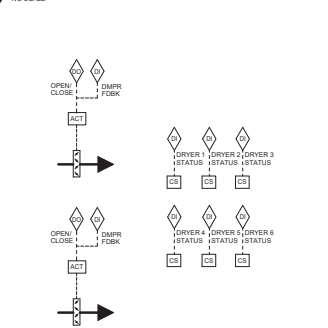 DO DI
OPEN/ DMPR
CLOSE FDBK
ACT
DI DI DI
DRYER 1 DRYER 2 DRYER 3
STATUS STATUS STATUS
CS CS CS
DO DI
OPEN/ DMPR
CLOSE FDBK
ACT
DI DI DI
DRYER 4 DRYER 5 DRYER 6
STATUS STATUS STATUS
CS CS CS